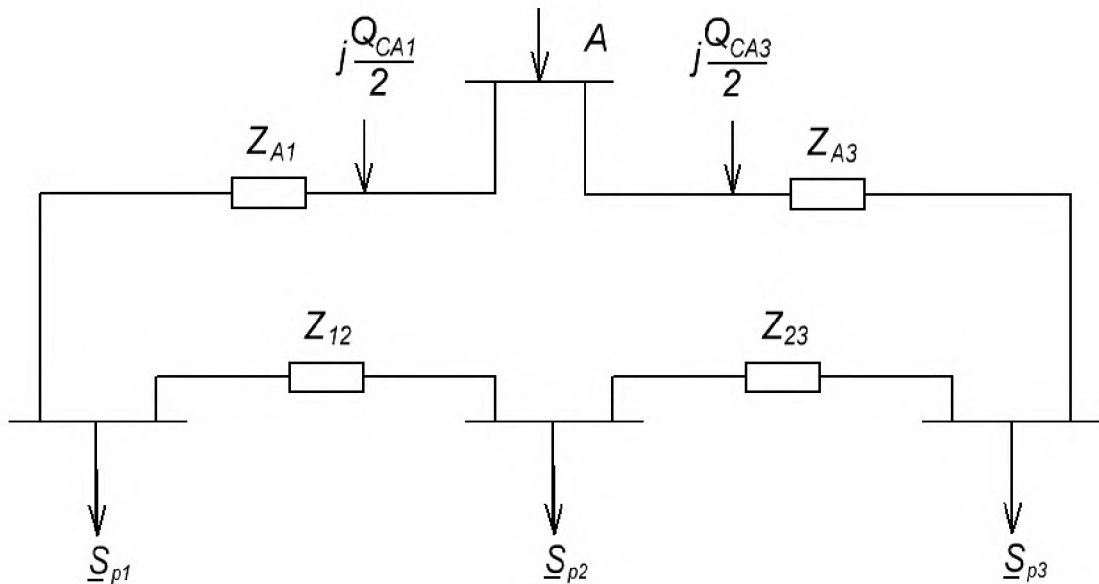 j Q_CA1/2
A
j Q_CA3/2
Z_A1
Z_A3
Z_12
Z_23
S_p1
S_p2
S_p3